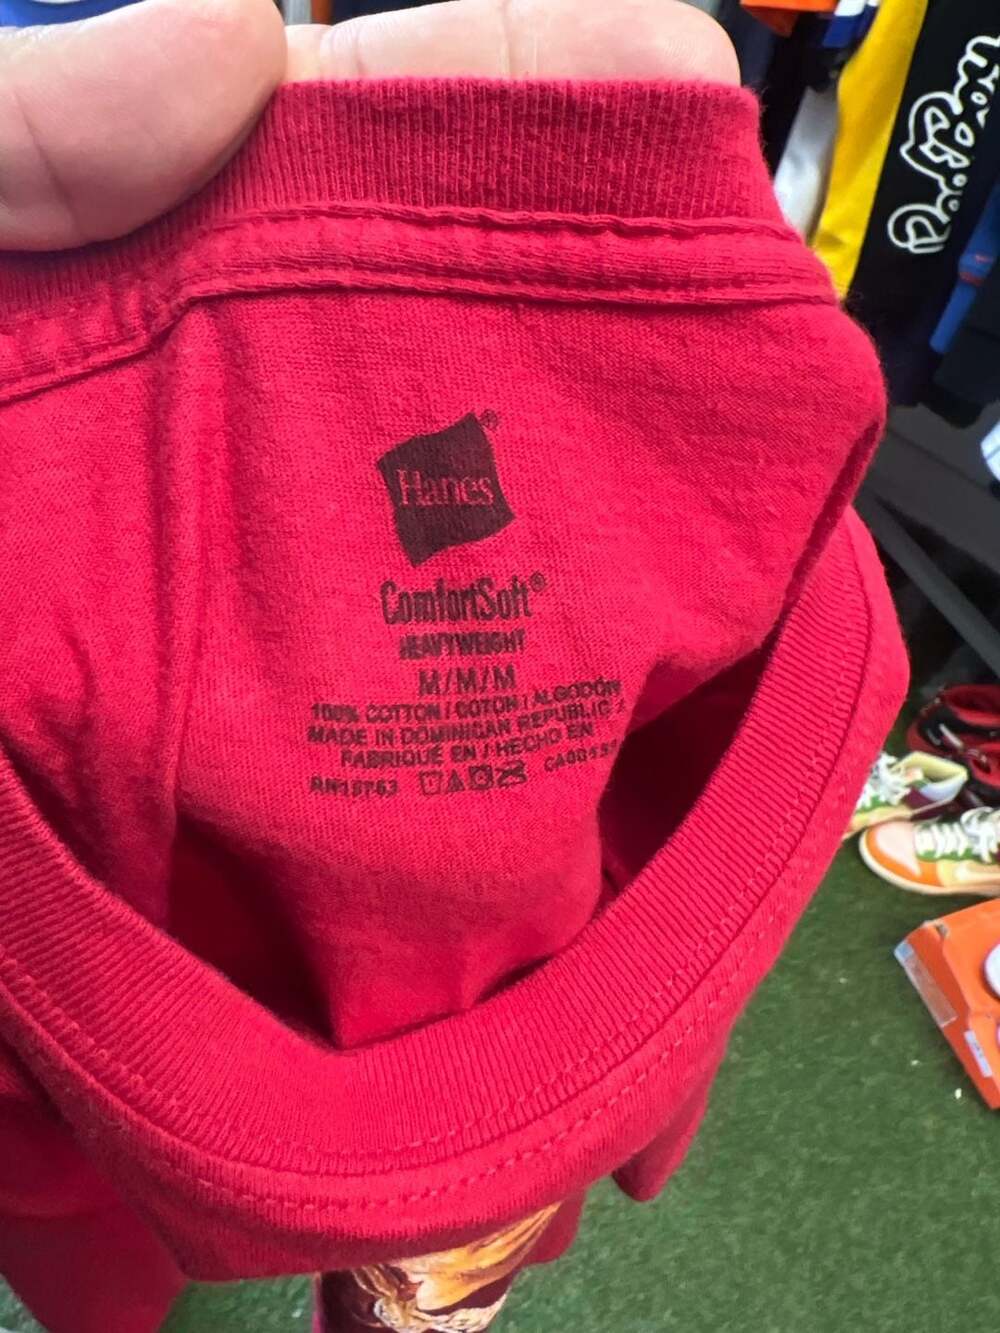 Hanes®
ComfortSoft®
HEAVYWEIGHT
M/M/M
100% COTTON / COTON / ALGODÓN
MADE IN DOMINICAN REPUBLIC /
FABRIQUÉ EN / HECHO EN
RN15763